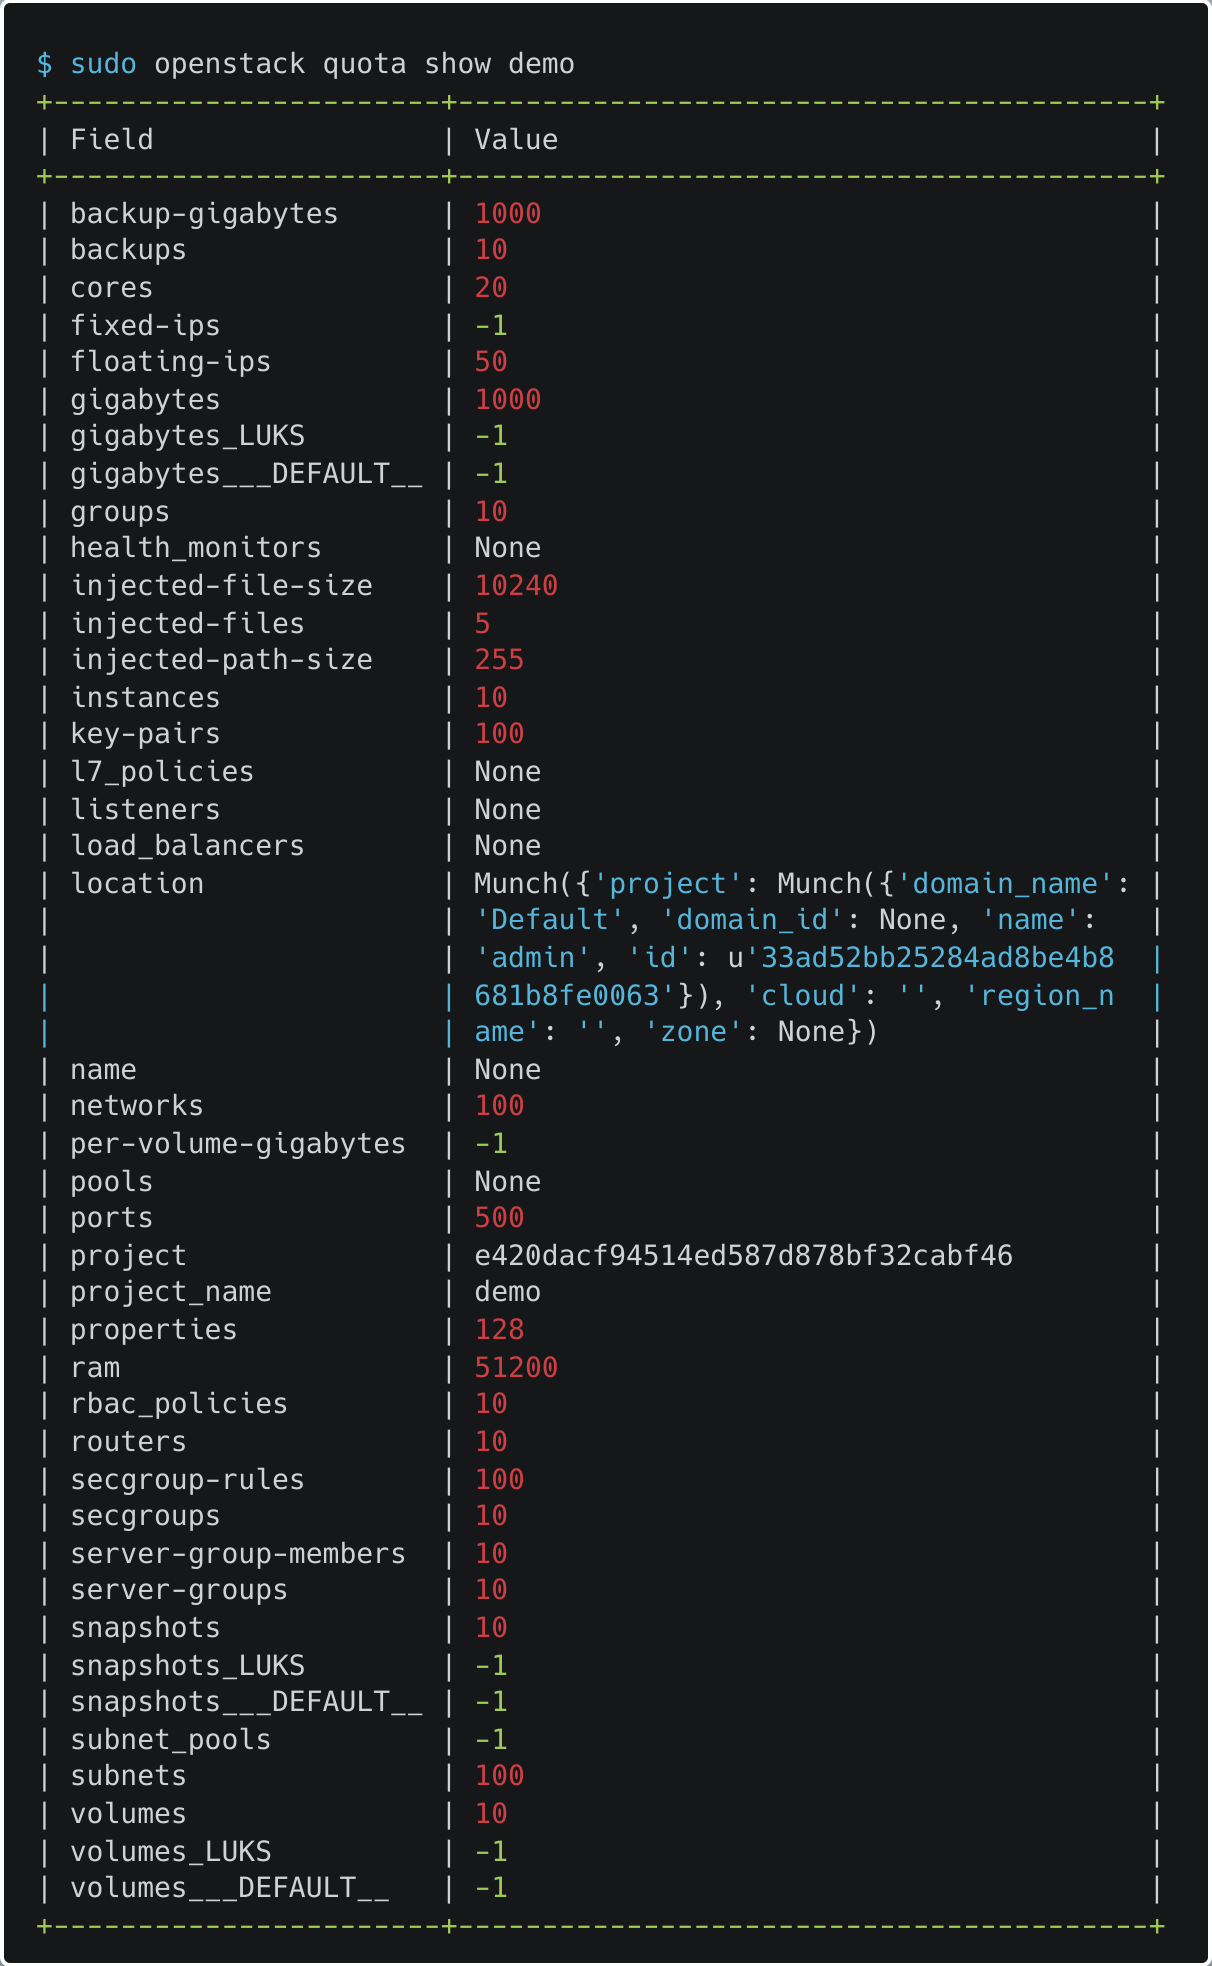 $ sudo openstack quota show demo
+-----------------------+-----------------------------------------+
| Field                 | Value                                   |
+-----------------------+-----------------------------------------+
| backup-gigabytes      | 1000                                    |
| backups               | 10                                      |
| cores                 | 20                                      |
| fixed-ips             | -1                                      |
| floating-ips          | 50                                      |
| gigabytes             | 1000                                    |
| gigabytes_LUKS        | -1                                      |
| gigabytes___DEFAULT__ | -1                                      |
| groups                | 10                                      |
| health_monitors       | None                                    |
| injected-file-size    | 10240                                   |
| injected-files        | 5                                       |
| injected-path-size    | 255                                     |
| instances             | 10                                      |
| key-pairs             | 100                                     |
| l7_policies           | None                                    |
| listeners             | None                                    |
| load_balancers        | None                                    |
| location              | Munch({'project': Munch({'domain_name': |
|                       | 'Default', 'domain_id': None, 'name':   |
|                       | 'admin', 'id': u'33ad52bb25284ad8be4b8  |
|                       | 681b8fe0063'}), 'cloud': '', 'region_n  |
|                       | ame': '', 'zone': None})                |
| name                  | None                                    |
| networks              | 100                                     |
| per-volume-gigabytes  | -1                                      |
| pools                 | None                                    |
| ports                 | 500                                     |
| project               | e420dacf94514ed587d878bf32cabf46        |
| project_name          | demo                                    |
| properties            | 128                                     |
| ram                   | 51200                                   |
| rbac_policies         | 10                                      |
| routers               | 10                                      |
| secgroup-rules        | 100                                     |
| secgroups             | 10                                      |
| server-group-members  | 10                                      |
| server-groups         | 10                                      |
| snapshots             | 10                                      |
| snapshots_LUKS        | -1                                      |
| snapshots___DEFAULT__ | -1                                      |
| subnet_pools          | -1                                      |
| subnets               | 100                                     |
| volumes               | 10                                      |
| volumes_LUKS          | -1                                      |
| volumes___DEFAULT__   | -1                                      |
+-----------------------+-----------------------------------------+